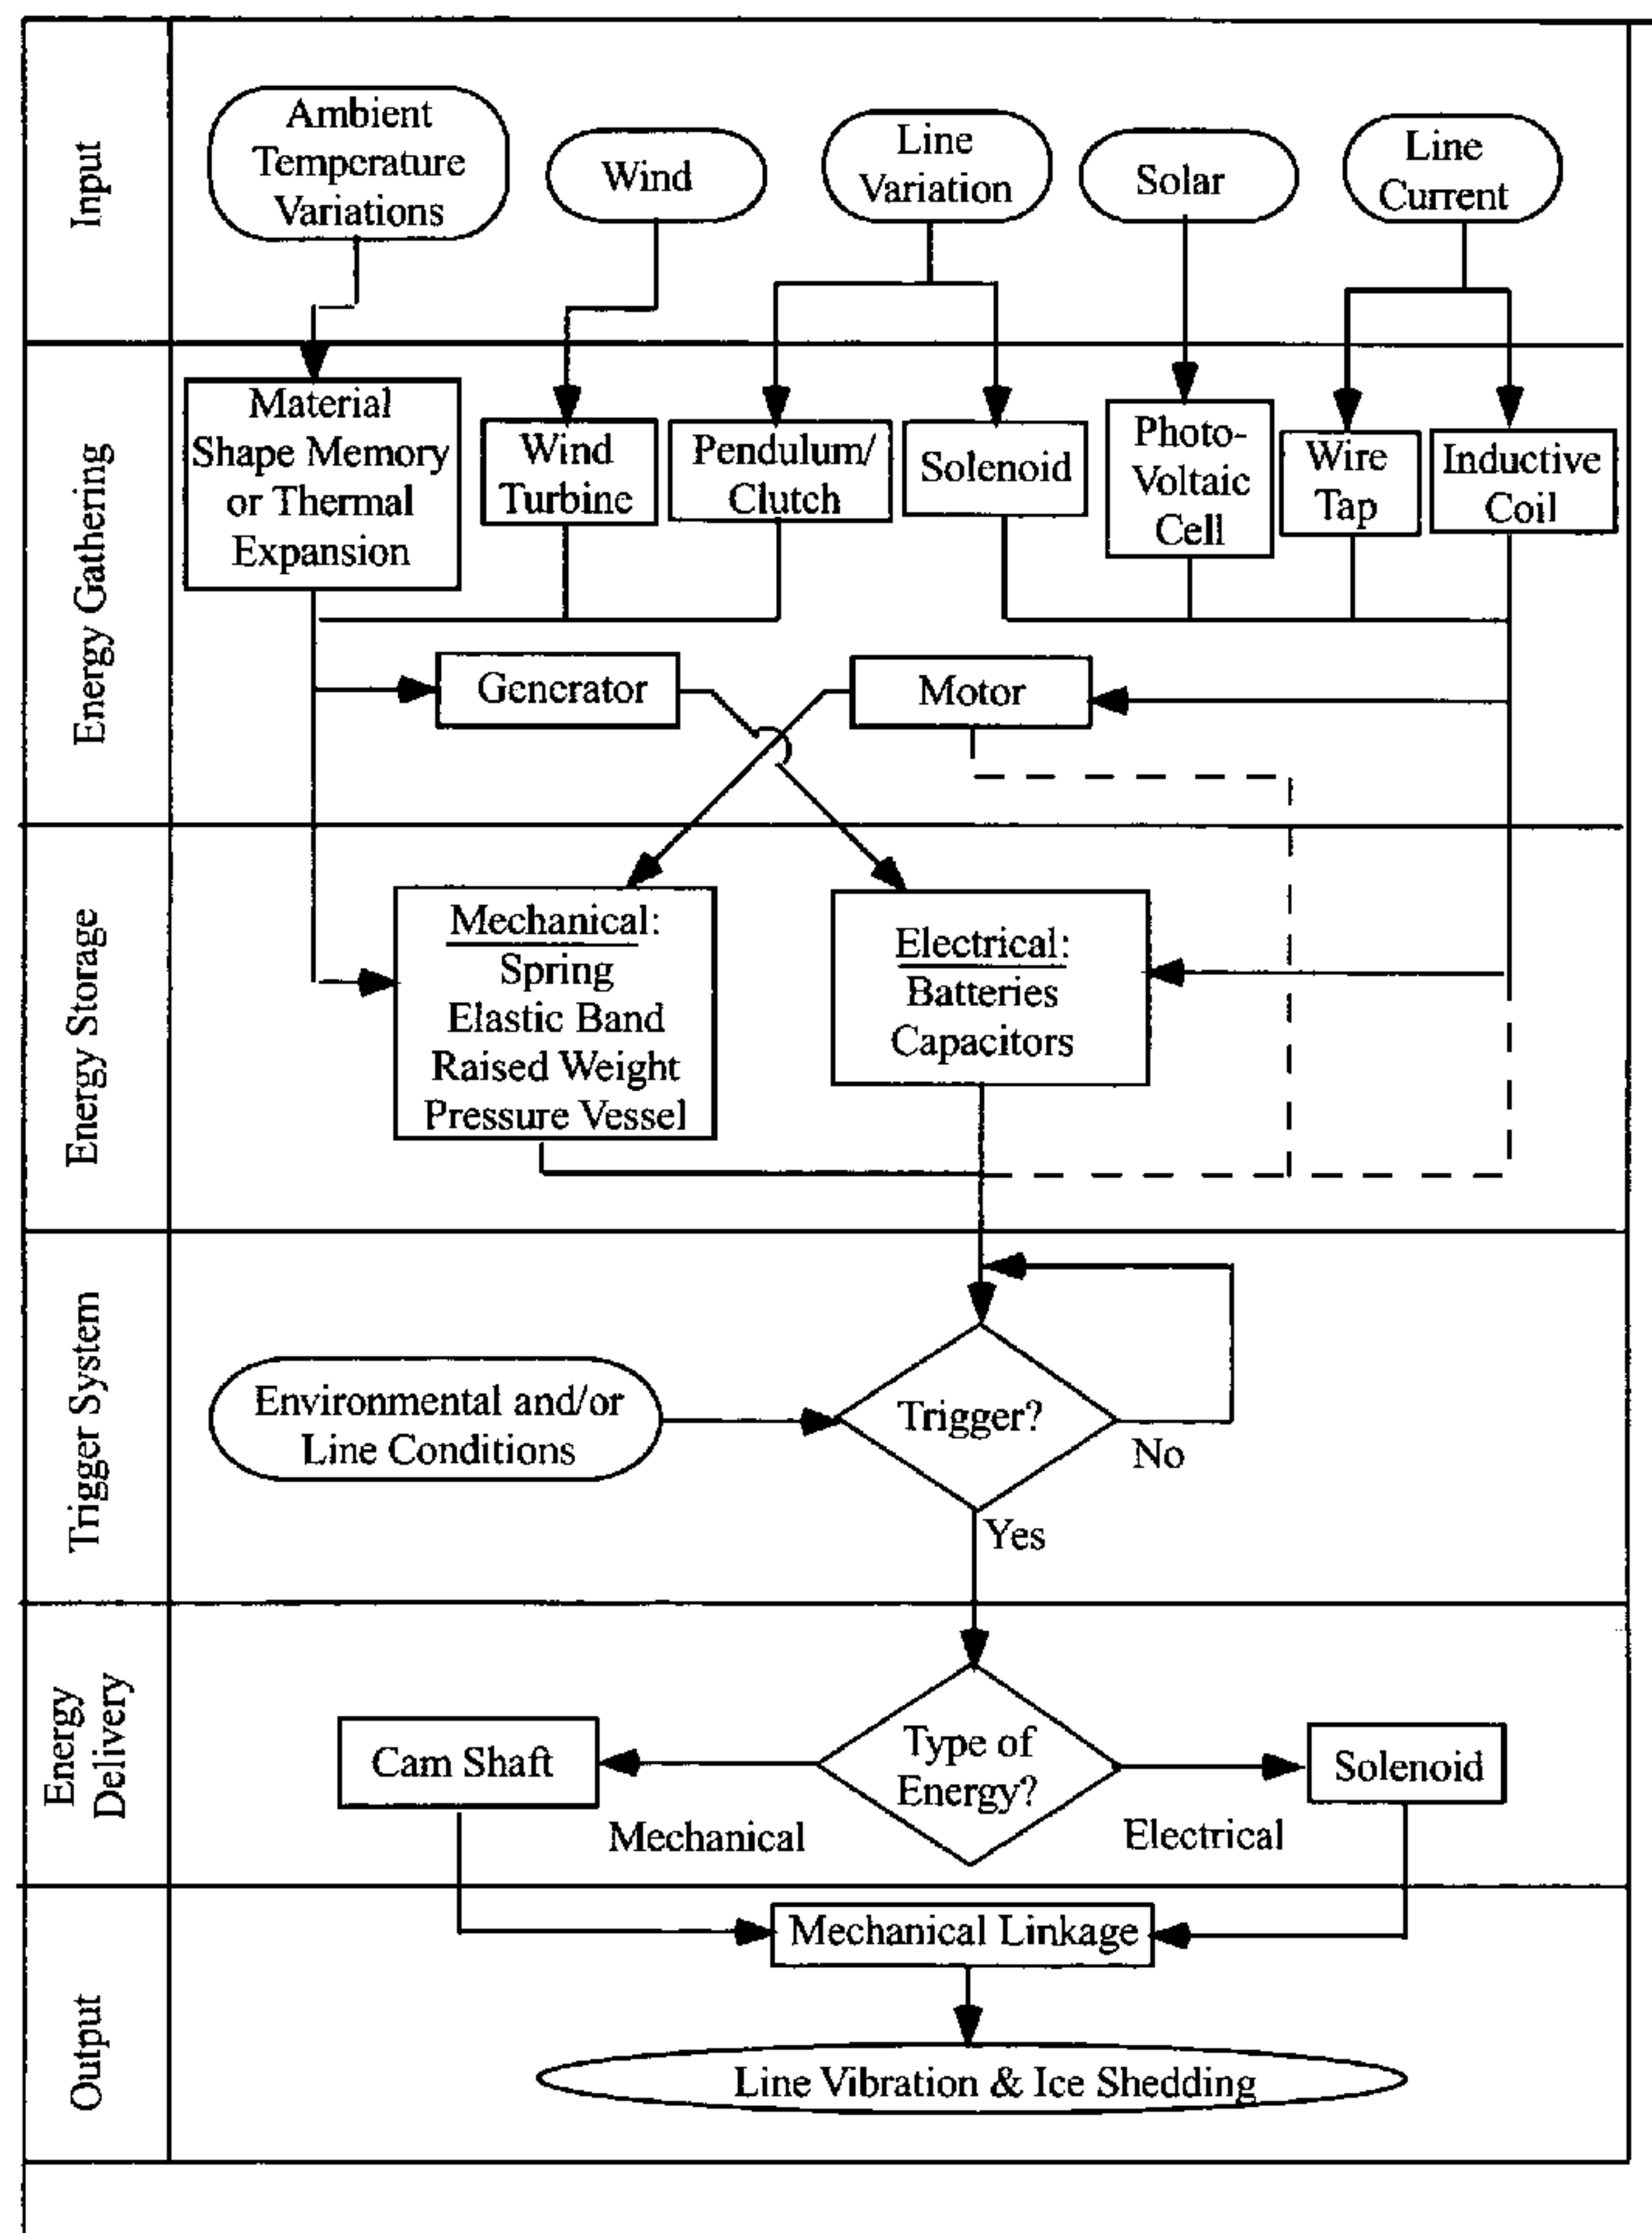 Input
Ambient
Temperature
Variations
Wind
Line
Variation
Solar
Line
Current
Energy Gathering
Material
Shape Memory
or Thermal
Expansion
Wind
Turbine
Pendulum/
Clutch
Solenoid
Photo-
Voltaic
Cell
Wire
Tap
Inductive
Coil
Generator
Motor
Energy Storage
Mechanical:
Spring
Elastic Band
Raised Weight
Pressure Vessel
Electrical:
Batteries
Capacitors
Trigger System
Environmental and/or
Line Conditions
Trigger?
No
Yes
Energy
Delivery
Cam Shaft
Type of
Energy?
Solenoid
Mechanical
Electrical
Output
Mechanical Linkage
Line Vibration & Ice Shedding